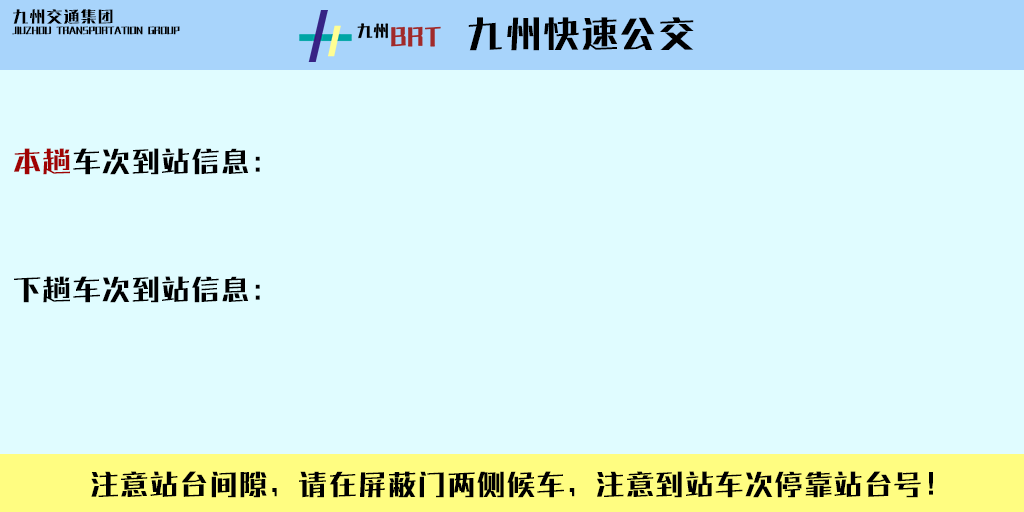 九州交通集团
JIUZHOU TRANSPORTATION GROUP
九州BRT 九州快速公交
本趟车次到站信息：
下趟车次到站信息：
注意站台间隙，请在屏蔽门两侧候车，注意到站车次停靠站台号！